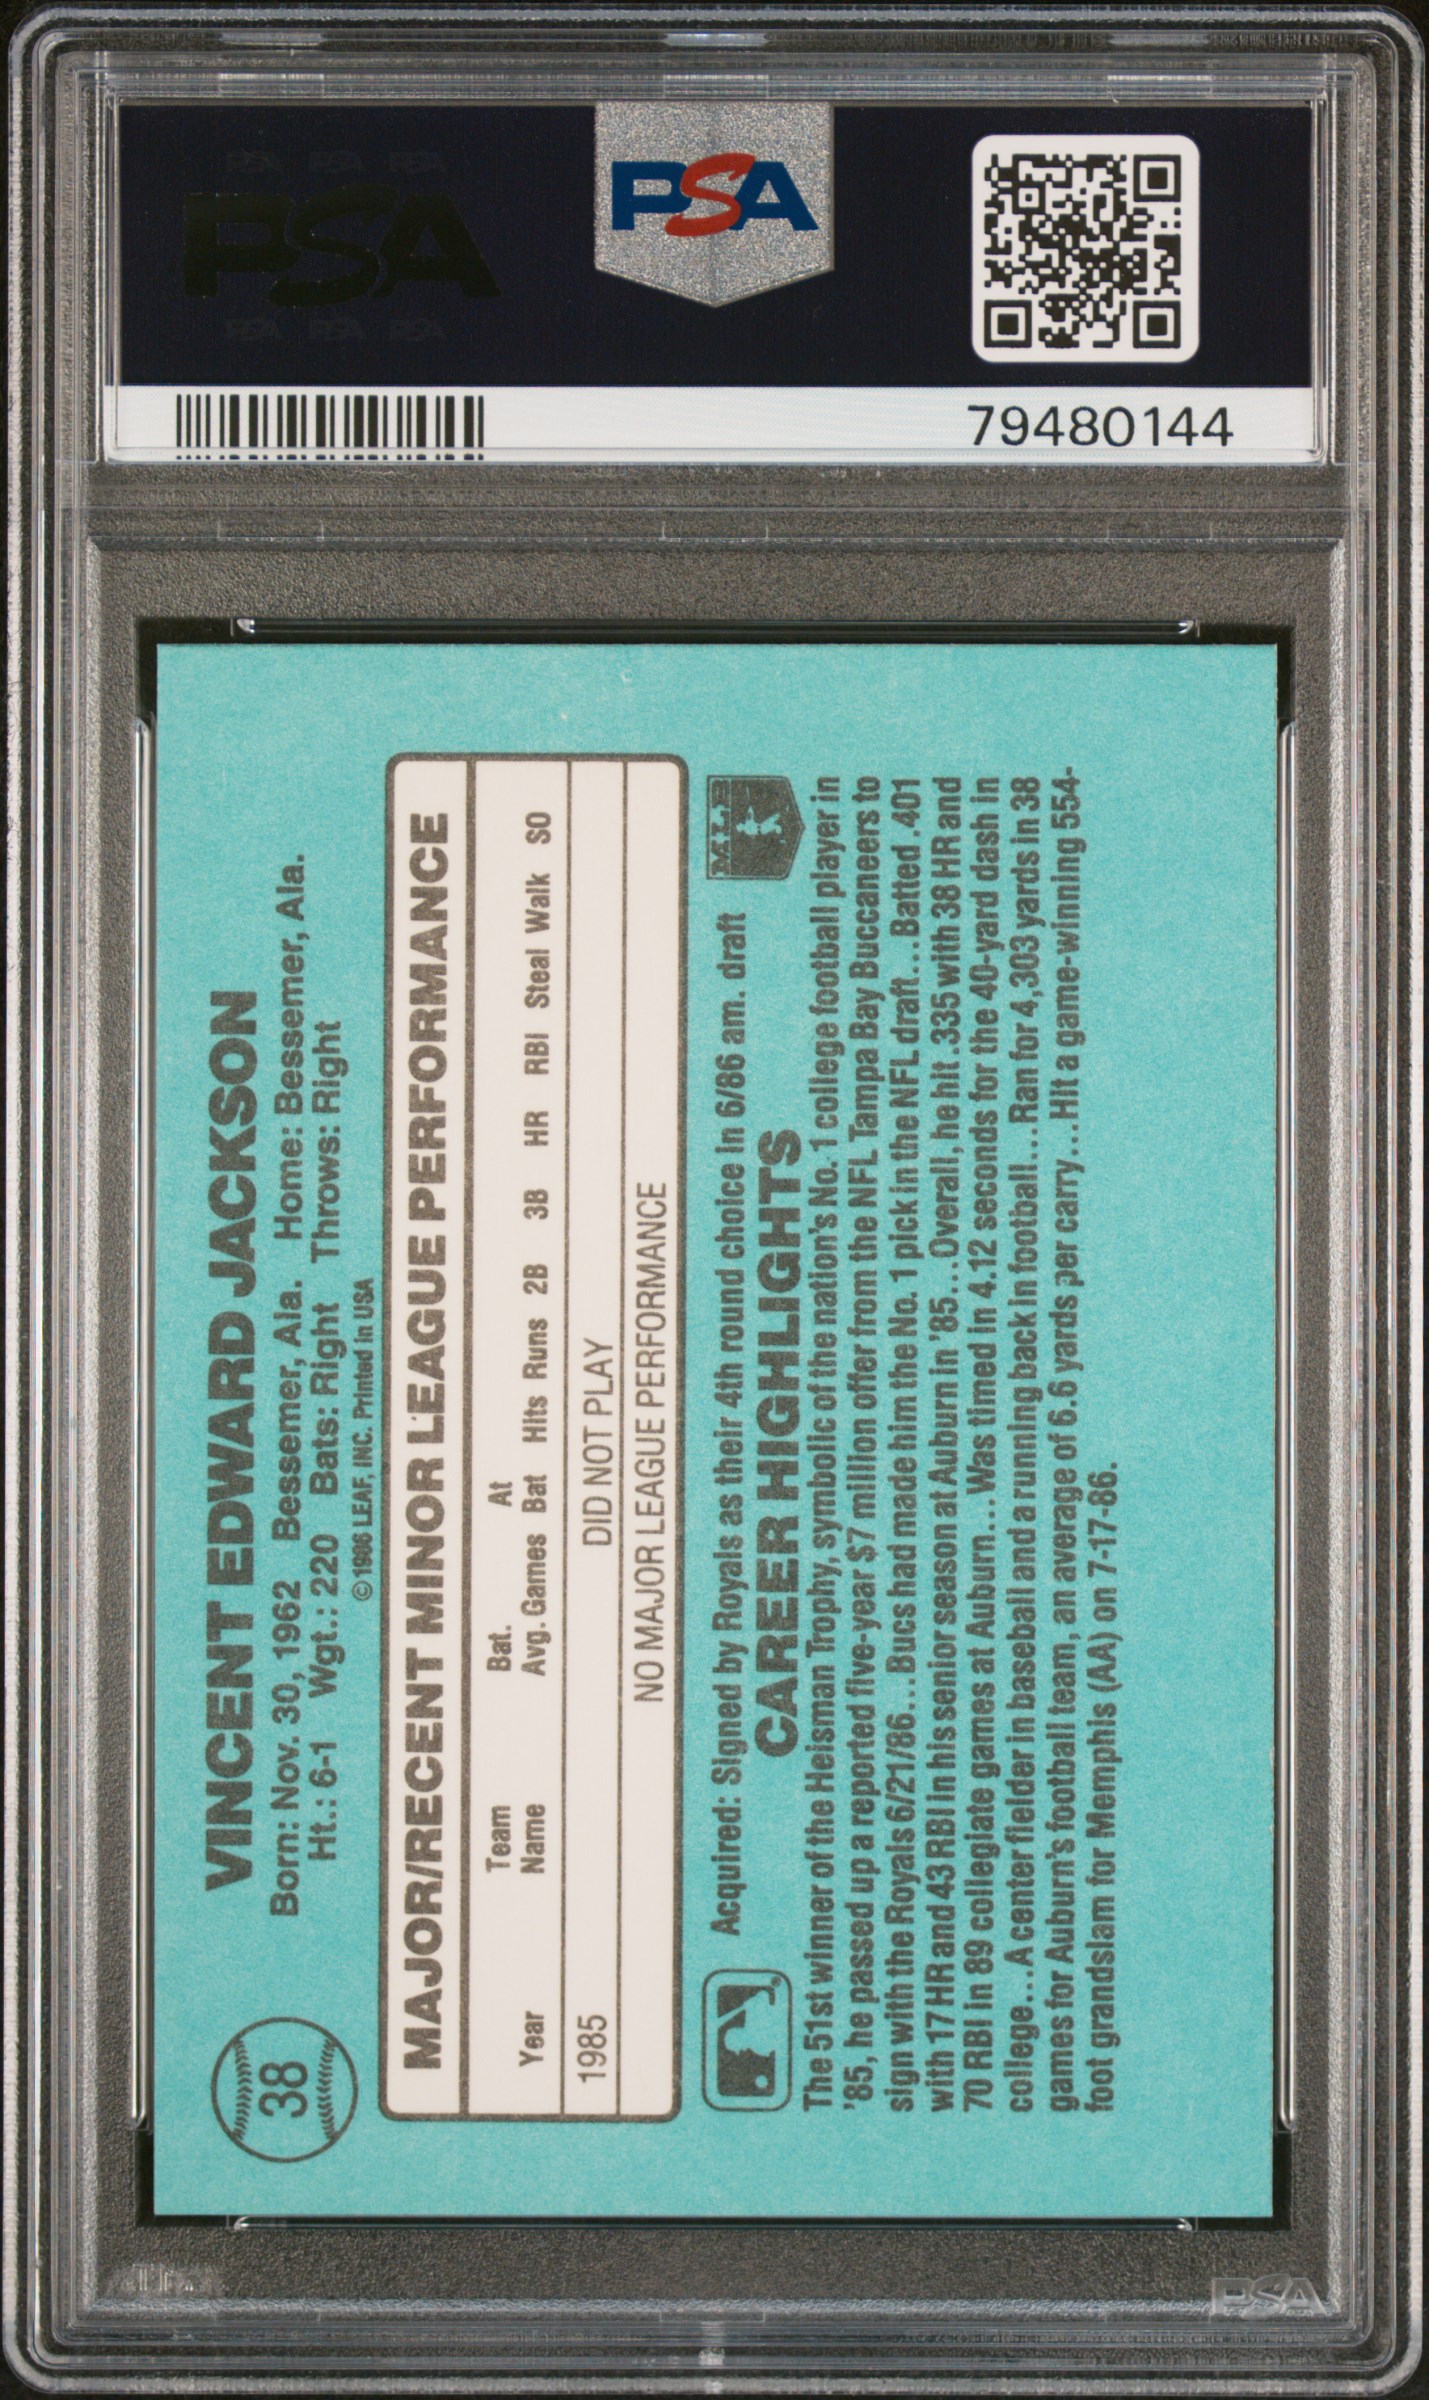 PSA PSA PSA
PSA
PSA PSA PSA
PSA
79480144
38
VINCENT EDWARD JACKSON
Born: Nov. 30, 1962 Bessemer, Ala. Home: Bessemer, Ala.
Ht.: 6-1 Wgt.: 220 Bats: Right Throws: Right
© 1986 LEAF, INC. Printed in USA
MAJOR/RECENT MINOR LEAGUE PERFORMANCE
Team Bat. At
Year Name Avg. Games Bat Hits Runs 2B 3B HR RBI Steal Walk SO
1985 DID NOT PLAY
NO MAJOR LEAGUE PERFORMANCE
Acquired: Signed by Royals as their 4th round choice in 6/86 am. draft
MLB
CAREER HIGHLIGHTS
The 51st winner of the Heisman Trophy, symbolic of the nation's No. 1 college football player in
'85, he passed up a reported five-year $7 million offer from the NFL Tampa Bay Buccaneers to
sign with the Royals 6/21/86...Bucs had made him the No. 1 pick in the NFL draft...Batted .401
with 17 HR and 43 RBI in his senior season at Auburn in '85...Overall, he hit .335 with 38 HR and
70 RBI in 89 collegiate games at Auburn...Was timed in 4.12 seconds for the 40-yard dash in
college...A center fielder in baseball and a running back in football...Ran for 4,303 yards in 38
games for Auburn's football team, an average of 6.6 yards per carry...Hit a game-winning 554-
foot grandslam for Memphis (AA) on 7-17-86.
PSA